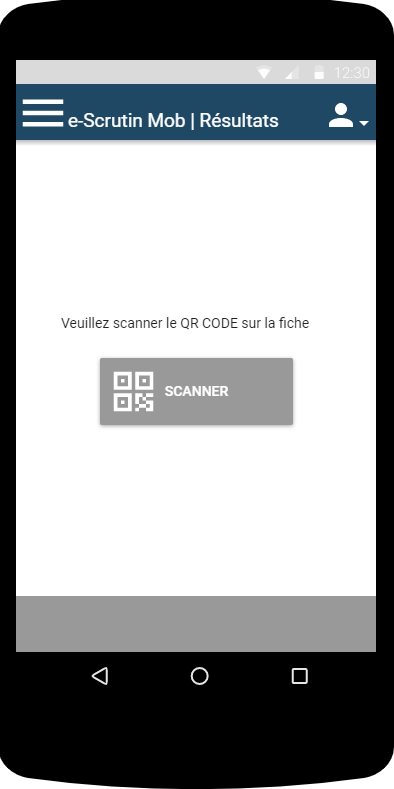 12:30
e-Scrutin Mob | Résultats
Veuillez scanner le QR CODE sur la fiche
SCANNER